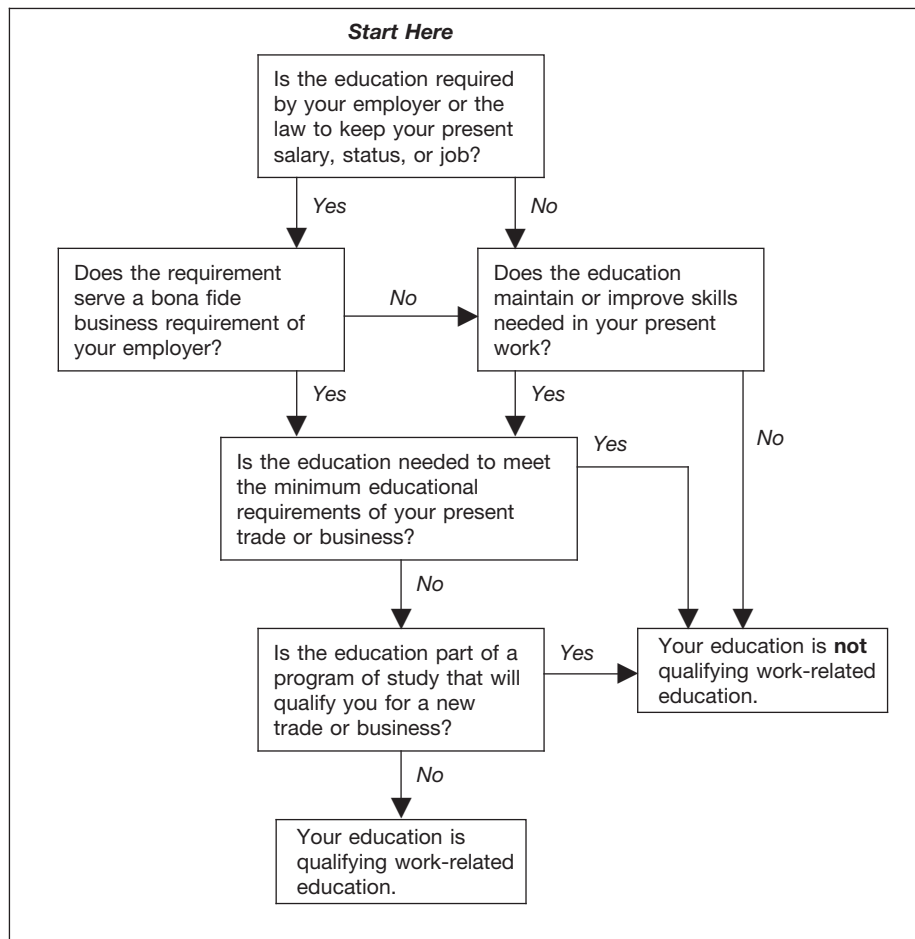 Start Here
Is the education required
by your employer or the
law to keep your present
salary, status, or job?
Yes
No
Does the requirement
serve a bona fide
business requirement of
your employer?
No
Does the education
maintain or improve skills
needed in your present
work?
Yes
Yes
No
Is the education needed to meet
the minimum educational
requirements of your present
trade or business?
Yes
No
Is the education part of a
program of study that will
qualify you for a new
trade or business?
Yes
Your education is not
qualifying work-related
education.
No
Your education is
qualifying work-related
education.